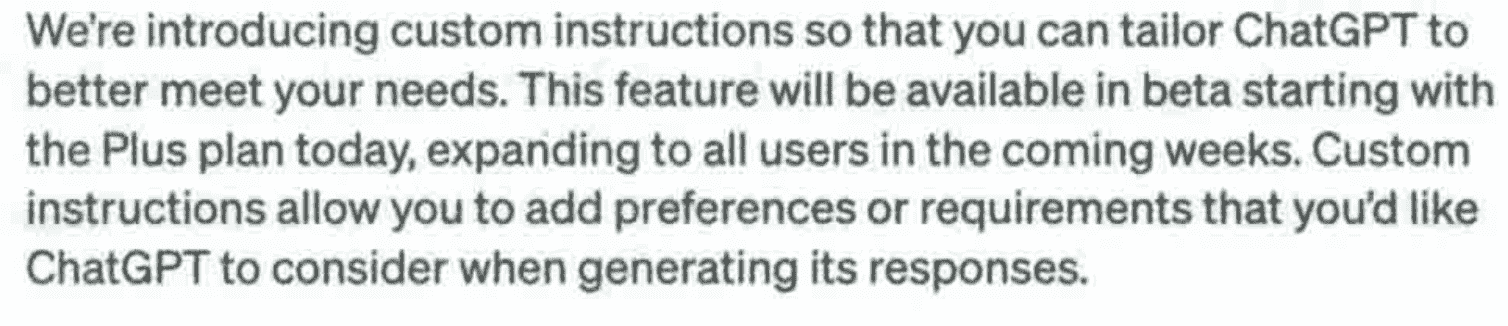 We're introducing custom instructions so that you can tailor ChatGPT to
better meet your needs. This feature will be available in beta starting with
the Plus plan today, expanding to all users in the coming weeks. Custom
instructions allow you to add preferences or requirements that you'd like
ChatGPT to consider when generating its responses.